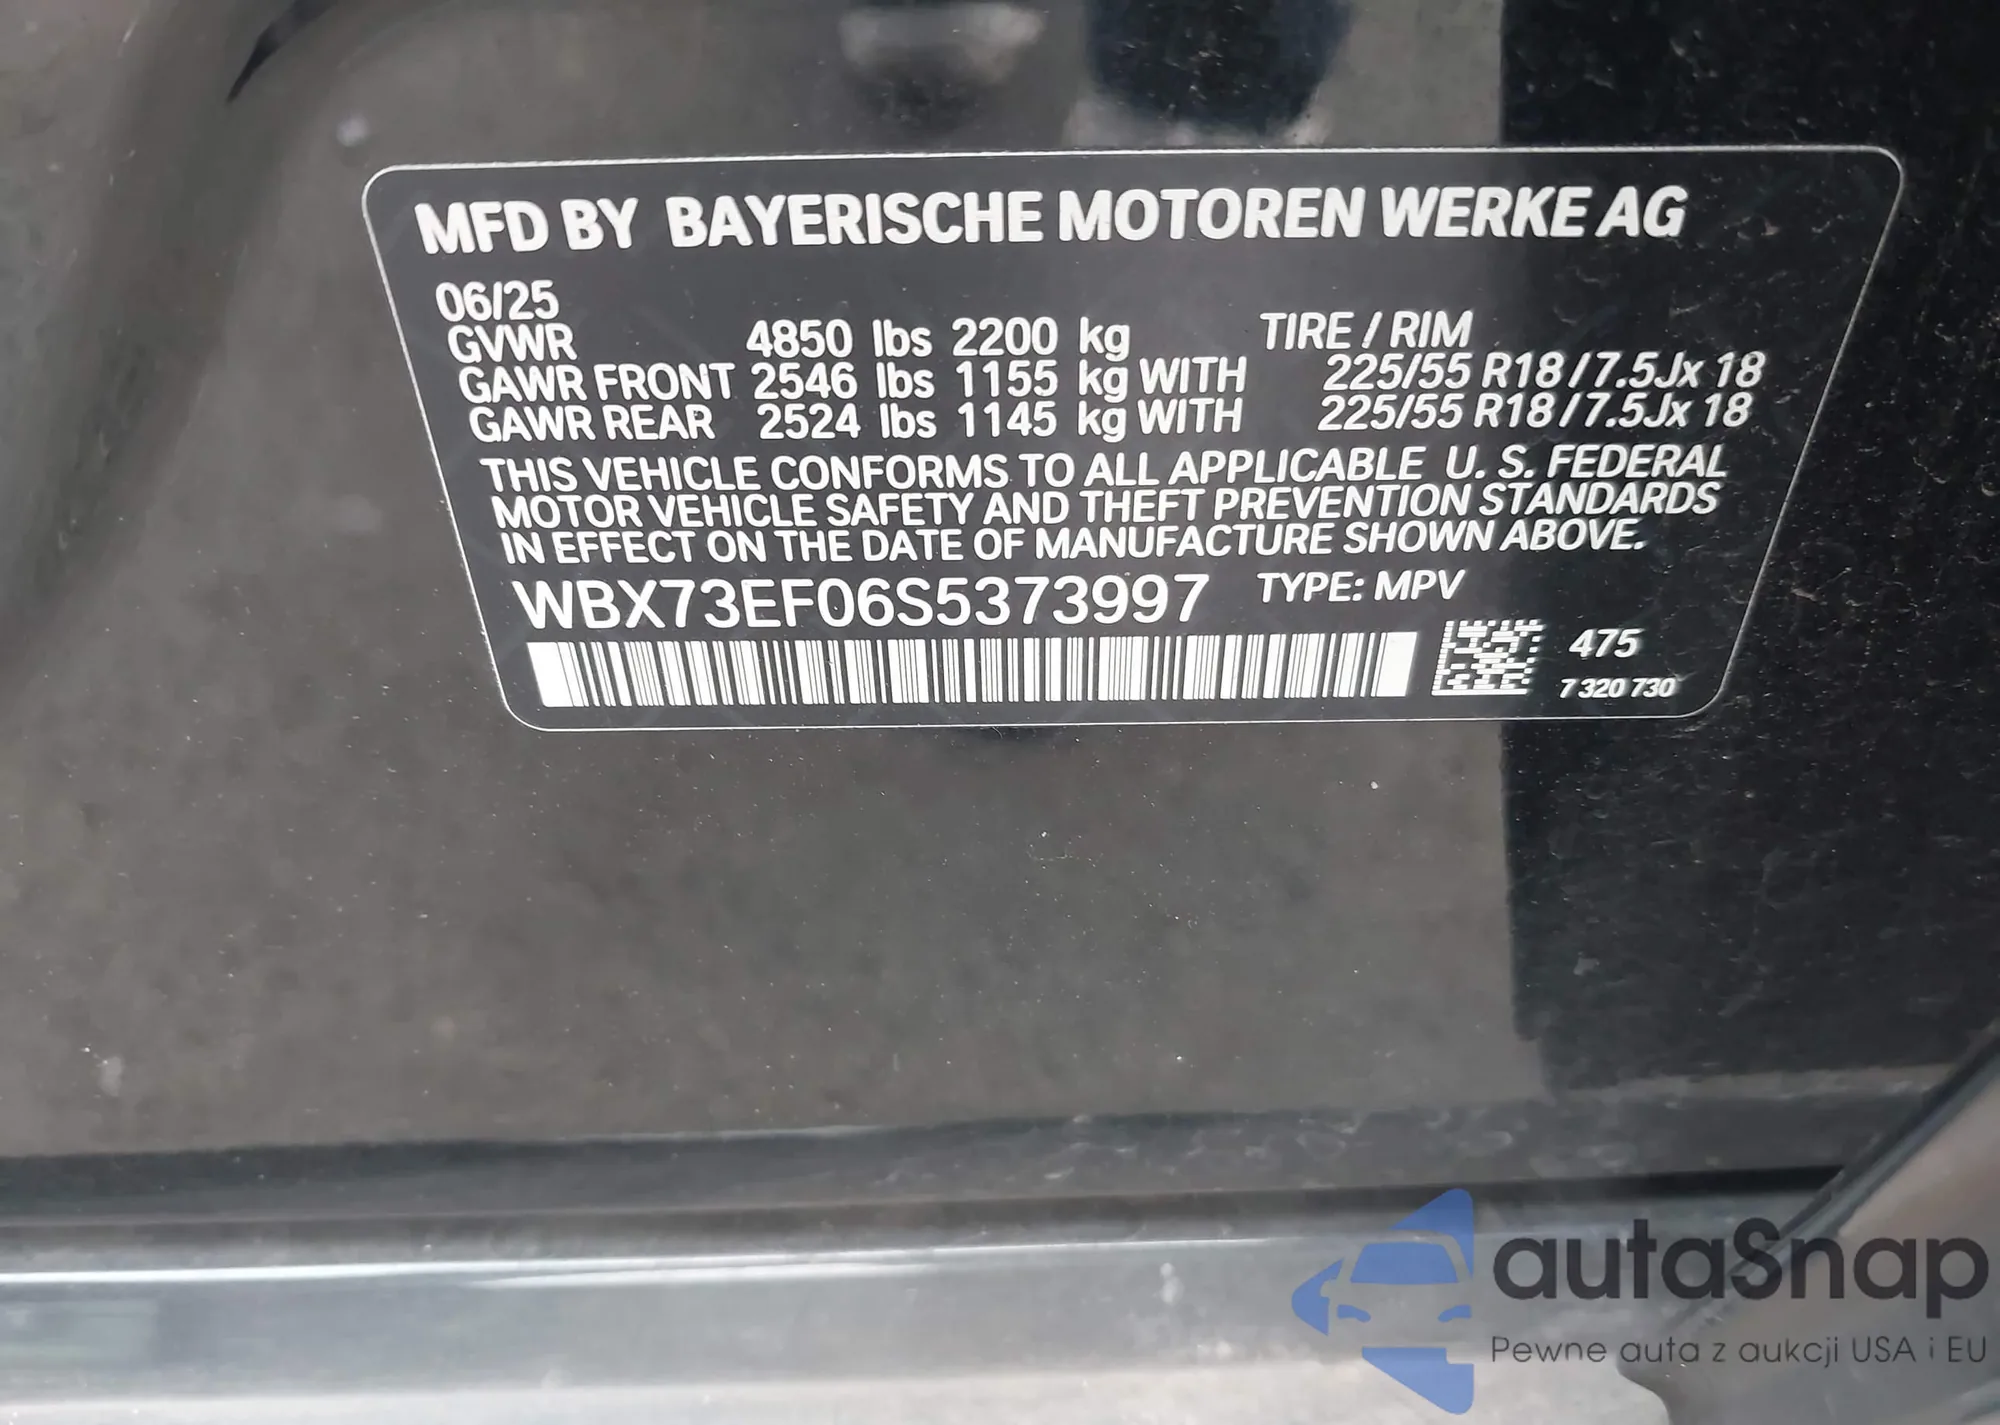 MFD BY BAYERISCHE MOTOREN WERKE AG
06/25
GVWR 4850 lbs 2200 kg TIRE / RIM
GAWR FRONT 2546 lbs 1155 kg WITH 225/55 R18 / 7.5Jx 18
GAWR REAR 2524 lbs 1145 kg WITH 225/55 R18 / 7.5Jx 18
THIS VEHICLE CONFORMS TO ALL APPLICABLE U. S. FEDERAL
MOTOR VEHICLE SAFETY AND THEFT PREVENTION STANDARDS
IN EFFECT ON THE DATE OF MANUFACTURE SHOWN ABOVE.
WBX73EF06S5373997 TYPE: MPV
475
7 320 730
autaSnap
Pewne auta z aukcji USA i EU